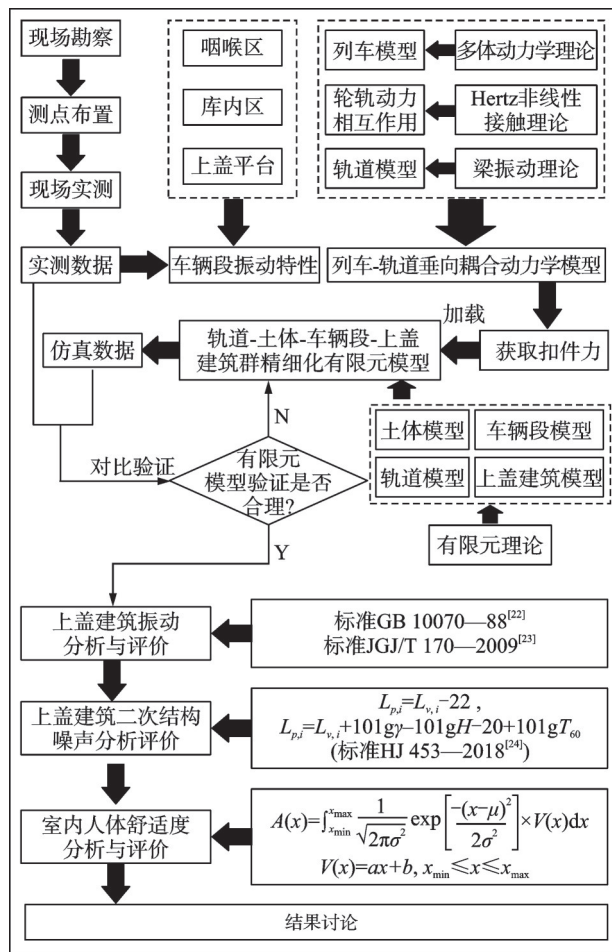 现场勘察
测点布置
现场实测
实测数据
咽喉区
库内区
上盖平台
车辆段振动特性
列车模型
多体动力学理论
轮轨动力
相互作用
Hertz非线性
接触理论
轨道模型
梁振动理论
列车-轨道垂向耦合动力学模型
加载
获取扣件力
轨道-土体-车辆段-上盖
建筑群精细化有限元模型
仿真数据
N
对比验证
有限元
模型验证是否
合理?
Y
土体模型
车辆段模型
轨道模型
上盖建筑模型
有限元理论
上盖建筑振动
分析与评价
标准GB 10070—88[22]
标准JGJ/T 170—2009[23]
上盖建筑二次结构
噪声分析评价
Lp,i=Lv,i−22 ,
Lp,i=Lv,i+101gγ−101gH−20+101gT60
(标准HJ 453—2018[24])
室内人体舒适度
分析与评价
A(x)=∫xmin^xmax 1/√(2πσ²) exp[−(x−μ)²/2σ²]×V(x)dx
V(x)=ax+b, xmin≤x≤xmax
结果讨论